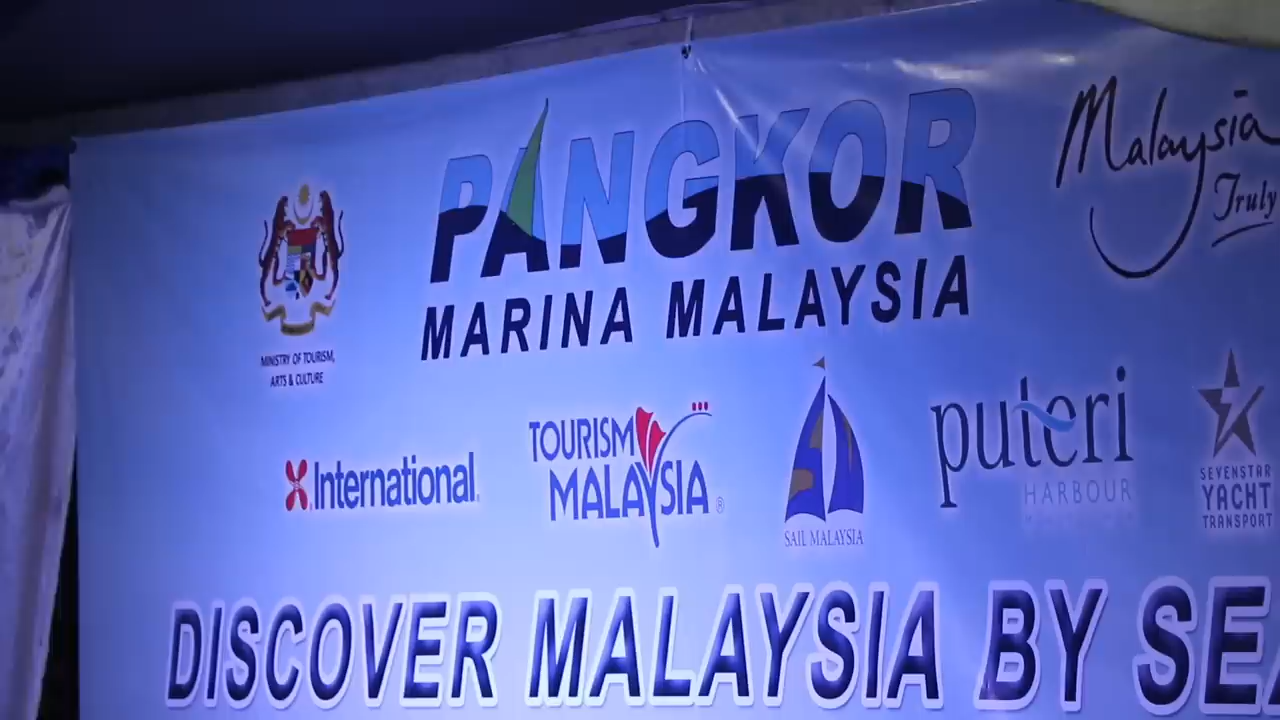 PANGKOR
MARINA MALAYSIA
Malaysia
Truly
MINISTRY OF TOURISM,
ARTS & CULTURE
International
TOURISM
MALAYSIA
SAIL MALAYSIA
puteri
HARBOUR
SEVENSTAR
YACHT
TRANSPORT
DISCOVER MALAYSIA BY SEA